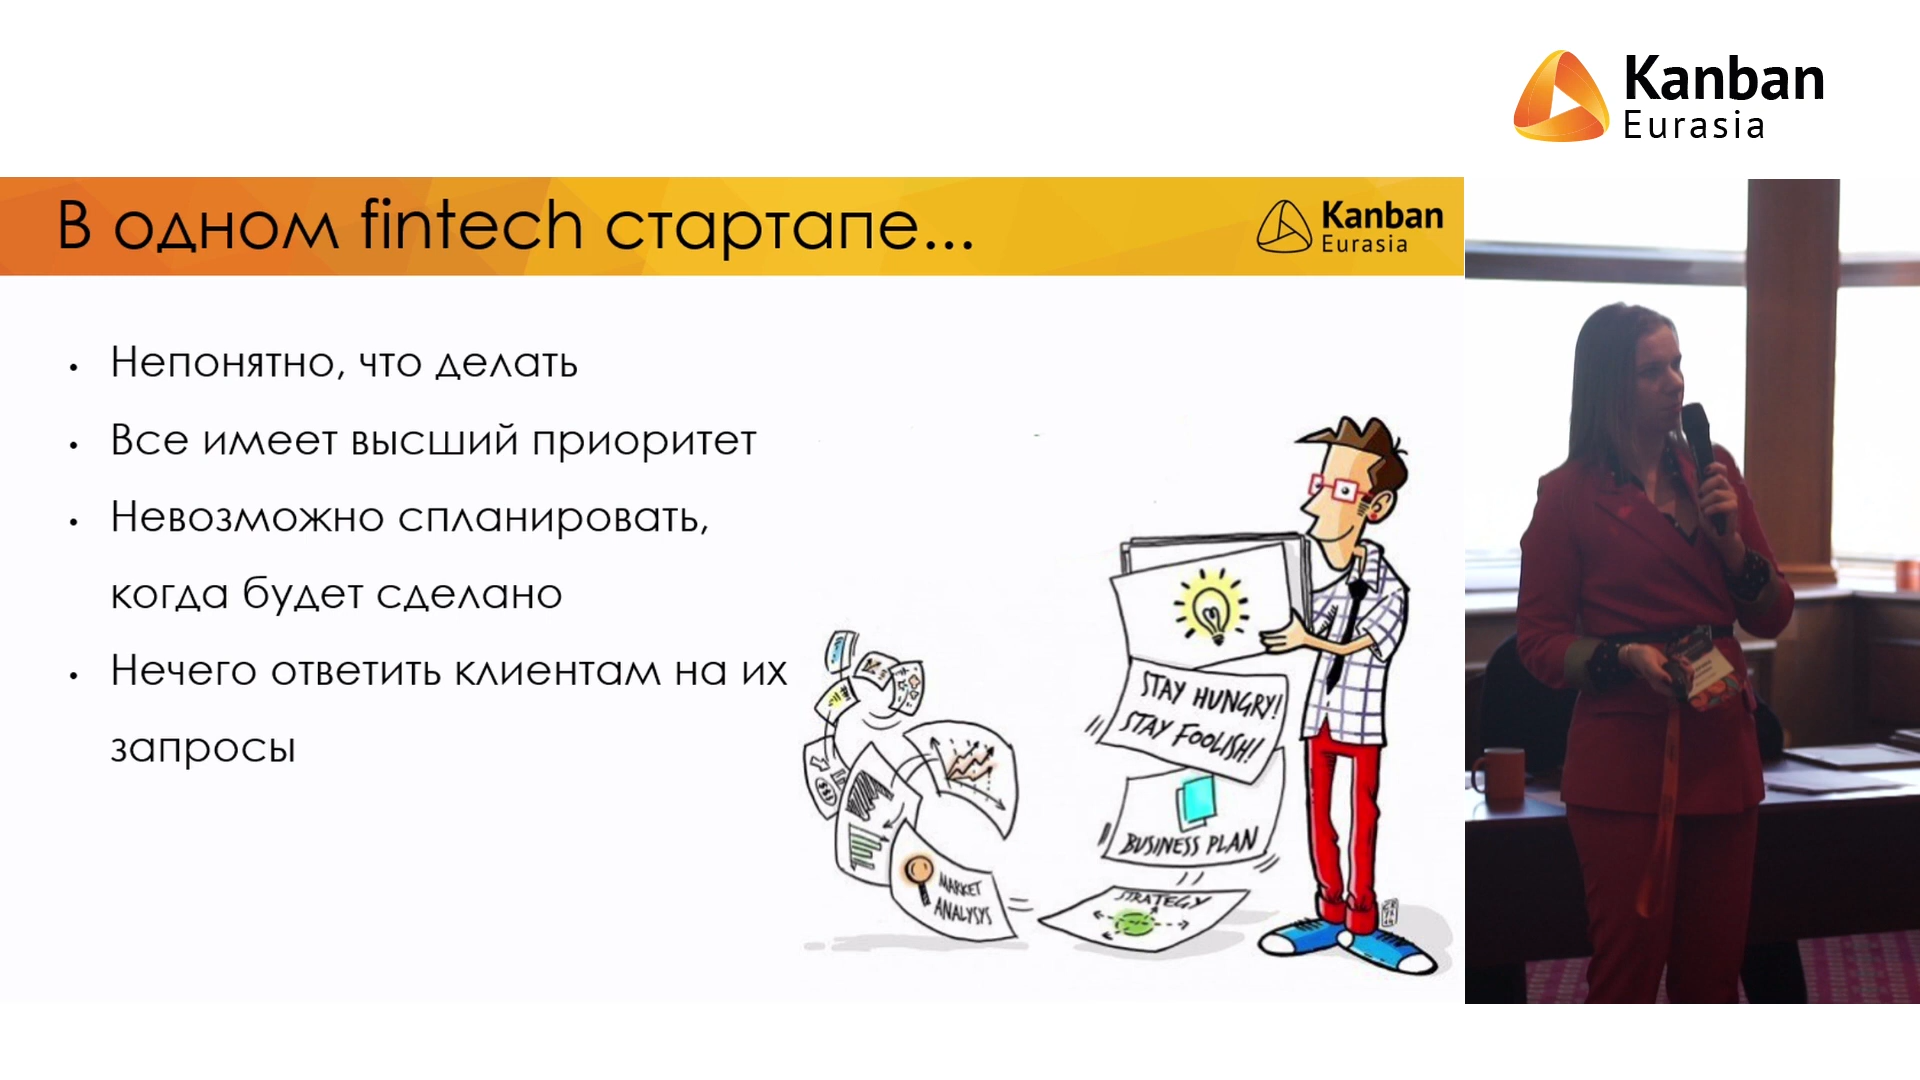 Kanban
Eurasia
В одном fintech стартапе...
Kanban
Eurasia
Непонятно, что делать
Все имеет высший приоритет
Невозможно спланировать,
когда будет сделано
Нечего ответить клиентам на их
запросы
STAY HUNGRY!
STAY FOOLISH!
BUSINESS PLAN
MARKET
ANALYSYS
STRATEGY